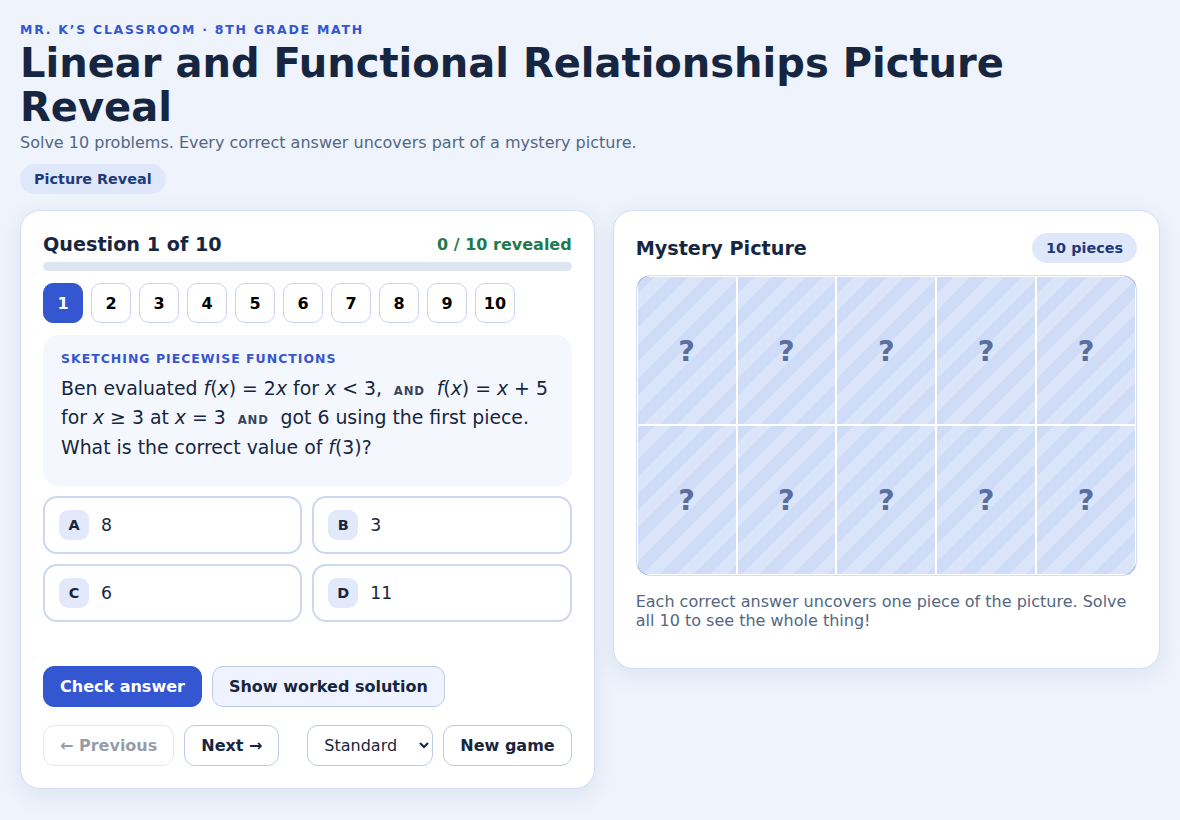 MR. K’S CLASSROOM · 8TH GRADE MATH
Linear and Functional Relationships Picture
Reveal
Solve 10 problems. Every correct answer uncovers part of a mystery picture.
Picture Reveal
Question 1 of 10
0 / 10 revealed
1 2 3 4 5 6 7 8 9 10
SKETCHING PIECEWISE FUNCTIONS
Ben evaluated f(x) = 2x for x < 3, AND f(x) = x + 5
for x ≥ 3 at x = 3 AND got 6 using the first piece.
What is the correct value of f(3)?
A 8
B 3
C 6
D 11
Check answer
Show worked solution
← Previous
Next →
Standard
New game
Mystery Picture
10 pieces
? ? ? ? ?
? ? ? ? ?
Each correct answer uncovers one piece of the picture. Solve
all 10 to see the whole thing!